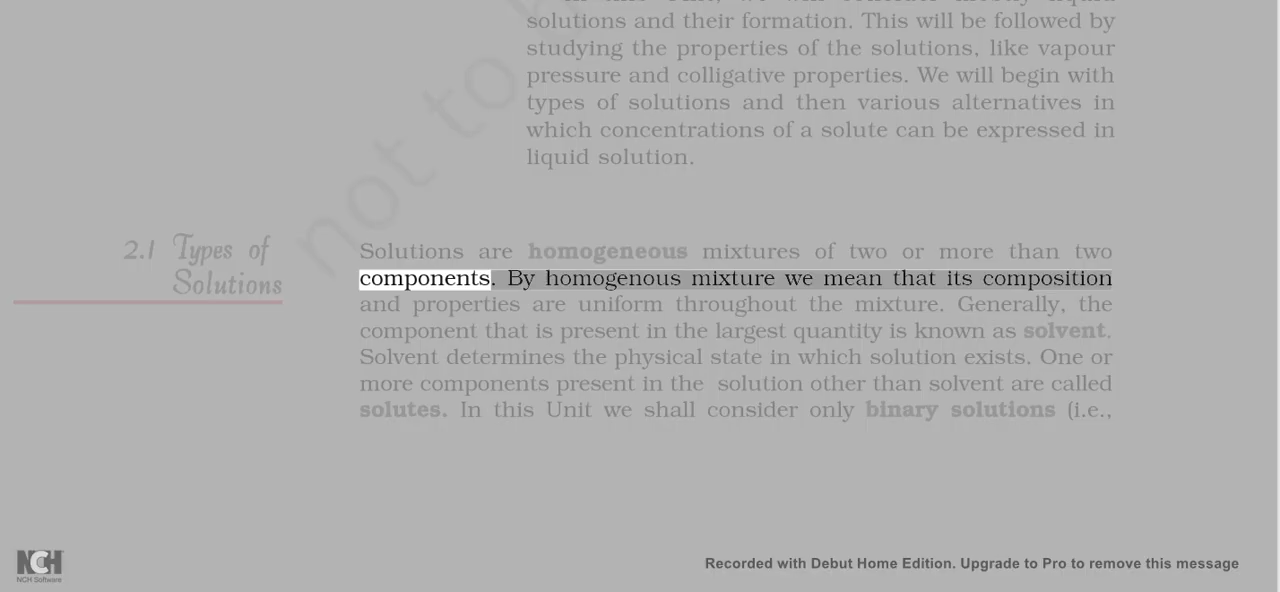 solutions and their formation. This will be followed by
studying the properties of the solutions, like vapour
pressure and colligative properties. We will begin with
types of solutions and then various alternatives in
which concentrations of a solute can be expressed in
liquid solution.
not to b
2.1 Types of
Solutions
Solutions are homogeneous mixtures of two or more than two
components. By homogenous mixture we mean that its composition
and properties are uniform throughout the mixture. Generally, the
component that is present in the largest quantity is known as solvent.
Solvent determines the physical state in which solution exists. One or
more components present in the solution other than solvent are called
solutes. In this Unit we shall consider only binary solutions (i.e.,
NCH
NCH Software
Recorded with Debut Home Edition. Upgrade to Pro to remove this message